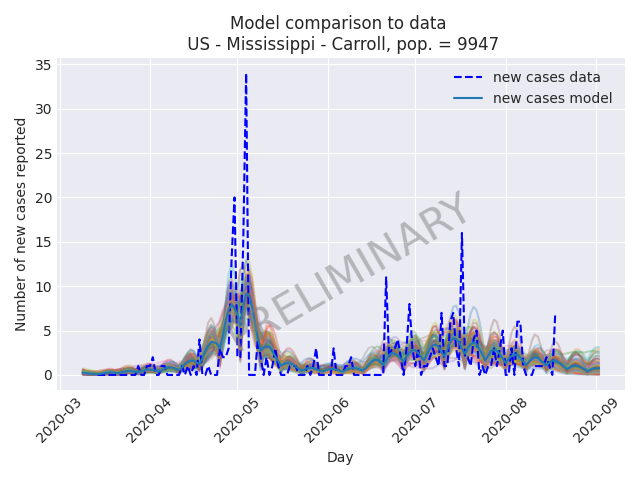 Model comparison to data
US - Mississippi - Carroll, pop. = 9947
new cases data
new cases model
PRELIMINARY
Number of new cases reported
35
30
25
20
15
10
5
0
2020-03
2020-04
2020-05
2020-06
2020-07
2020-08
2020-09
Day